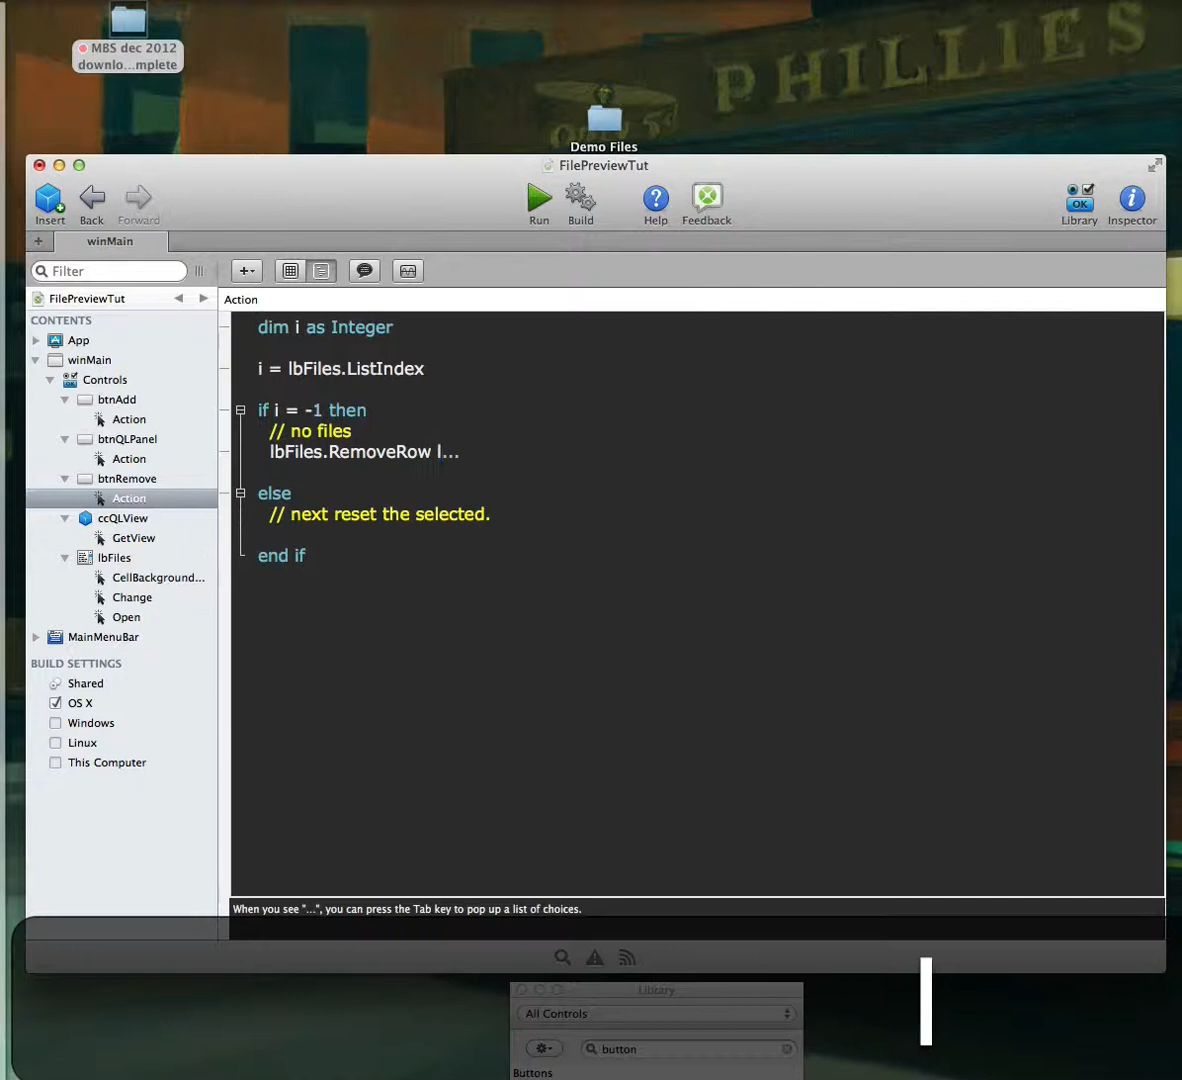 PHILLIES
MBS dec 2012
downlo...mplete
Demo Files
FilePreviewTut
Insert
Back
Forward
Run
Build
Help
Feedback
OK
Library
Inspector
+
winMain
Filter
FilePreviewTut
Action
CONTENTS
App
winMain
Controls
btnAdd
Action
btnQLPanel
Action
btnRemove
Action
ccQLView
GetView
lbFiles
CellBackground...
Change
Open
MainMenuBar
BUILD SETTINGS
Shared
OS X
Windows
Linux
This Computer
dim i as Integer
i = lbFiles.ListIndex
if i = -1 then
// no files
lbFiles.RemoveRow l...
else
// next reset the selected.
end if
When you see "...", you can press the Tab key to pop up a list of choices.
l
Library
All Controls
button
Buttons